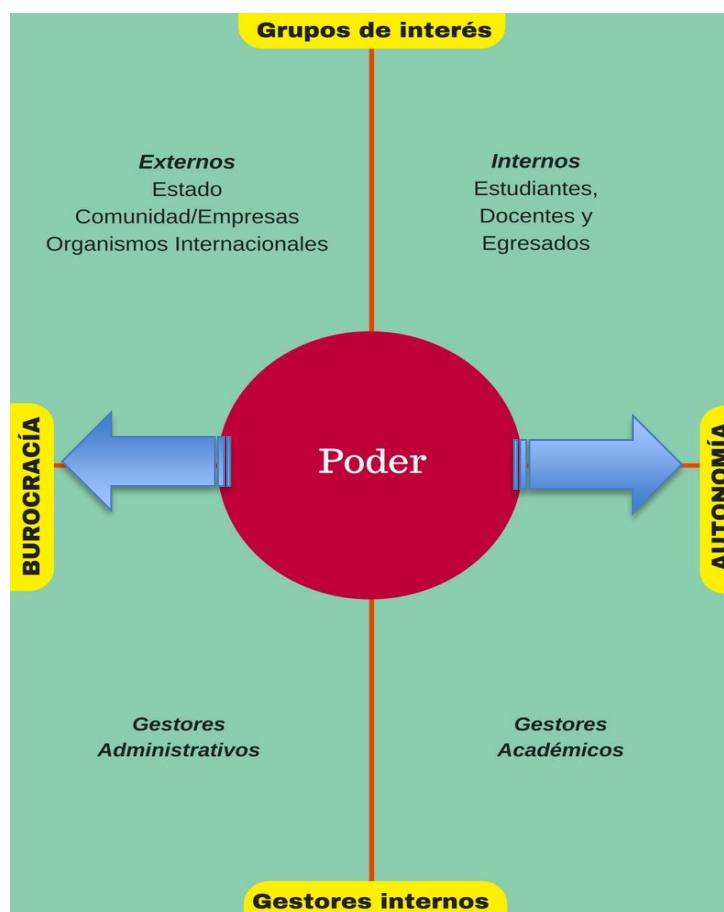 Grupos de interés
Externos
Estado
Comunidad/Empresas
Organismos Internacionales
Internos
Estudiantes,
Docentes y
Egresados
BUROCRACÍA
Poder
AUTONOMÍA
Gestores
Administrativos
Gestores
Académicos
Gestores internos